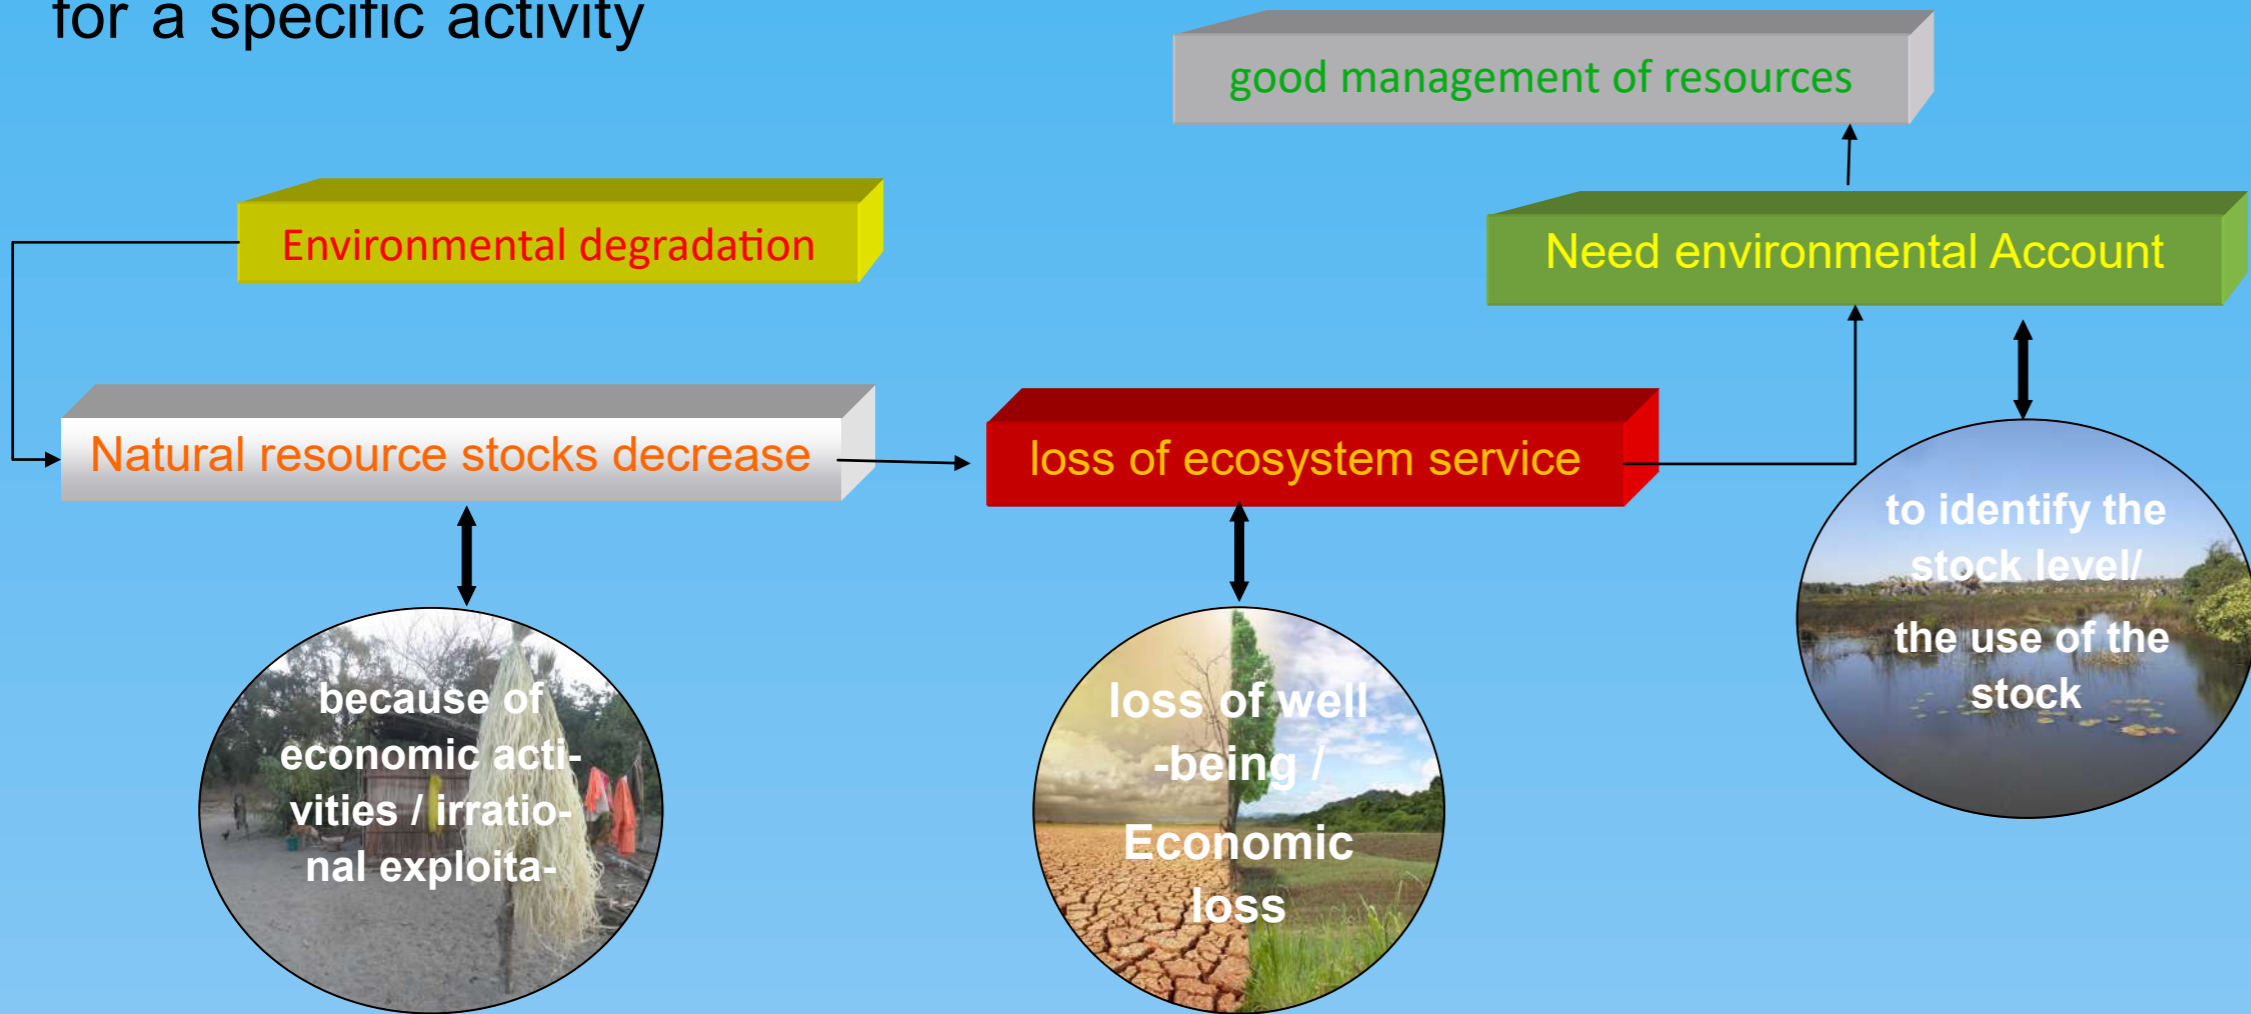 for a specific activity
good management of resources
Environmental degradation
Need environmental Account
Natural resource stocks decrease
loss of ecosystem service
to identify the
stock level/
the use of the
stock
because of
economic acti-
vities / irratio-
nal exploita-
loss of well
-being /
Economic
loss